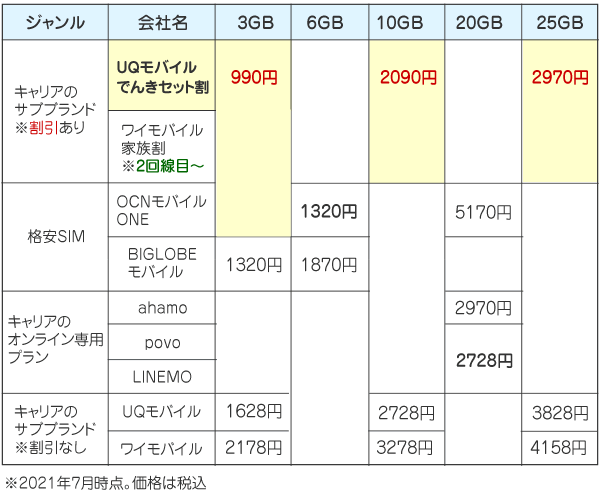 ジャンル 会社名 3GB 6GB 10GB 20GB 25GB
キャリアの
サブブランド
※割引あり
UQモバイル
でんきセット割
990円 2090円 2970円
ワイモバイル
家族割
※2回線目～
格安SIM
OCNモバイル
ONE
1320円 5170円
BIGLOBE
モバイル
1320円 1870円
キャリアの
オンライン専用
プラン
ahamo 2970円
povo
2728円
LINEMO
キャリアの
サブブランド
※割引なし
UQモバイル 1628円 2728円 3828円
ワイモバイル 2178円 3278円 4158円
※2021年7月時点。価格は税込